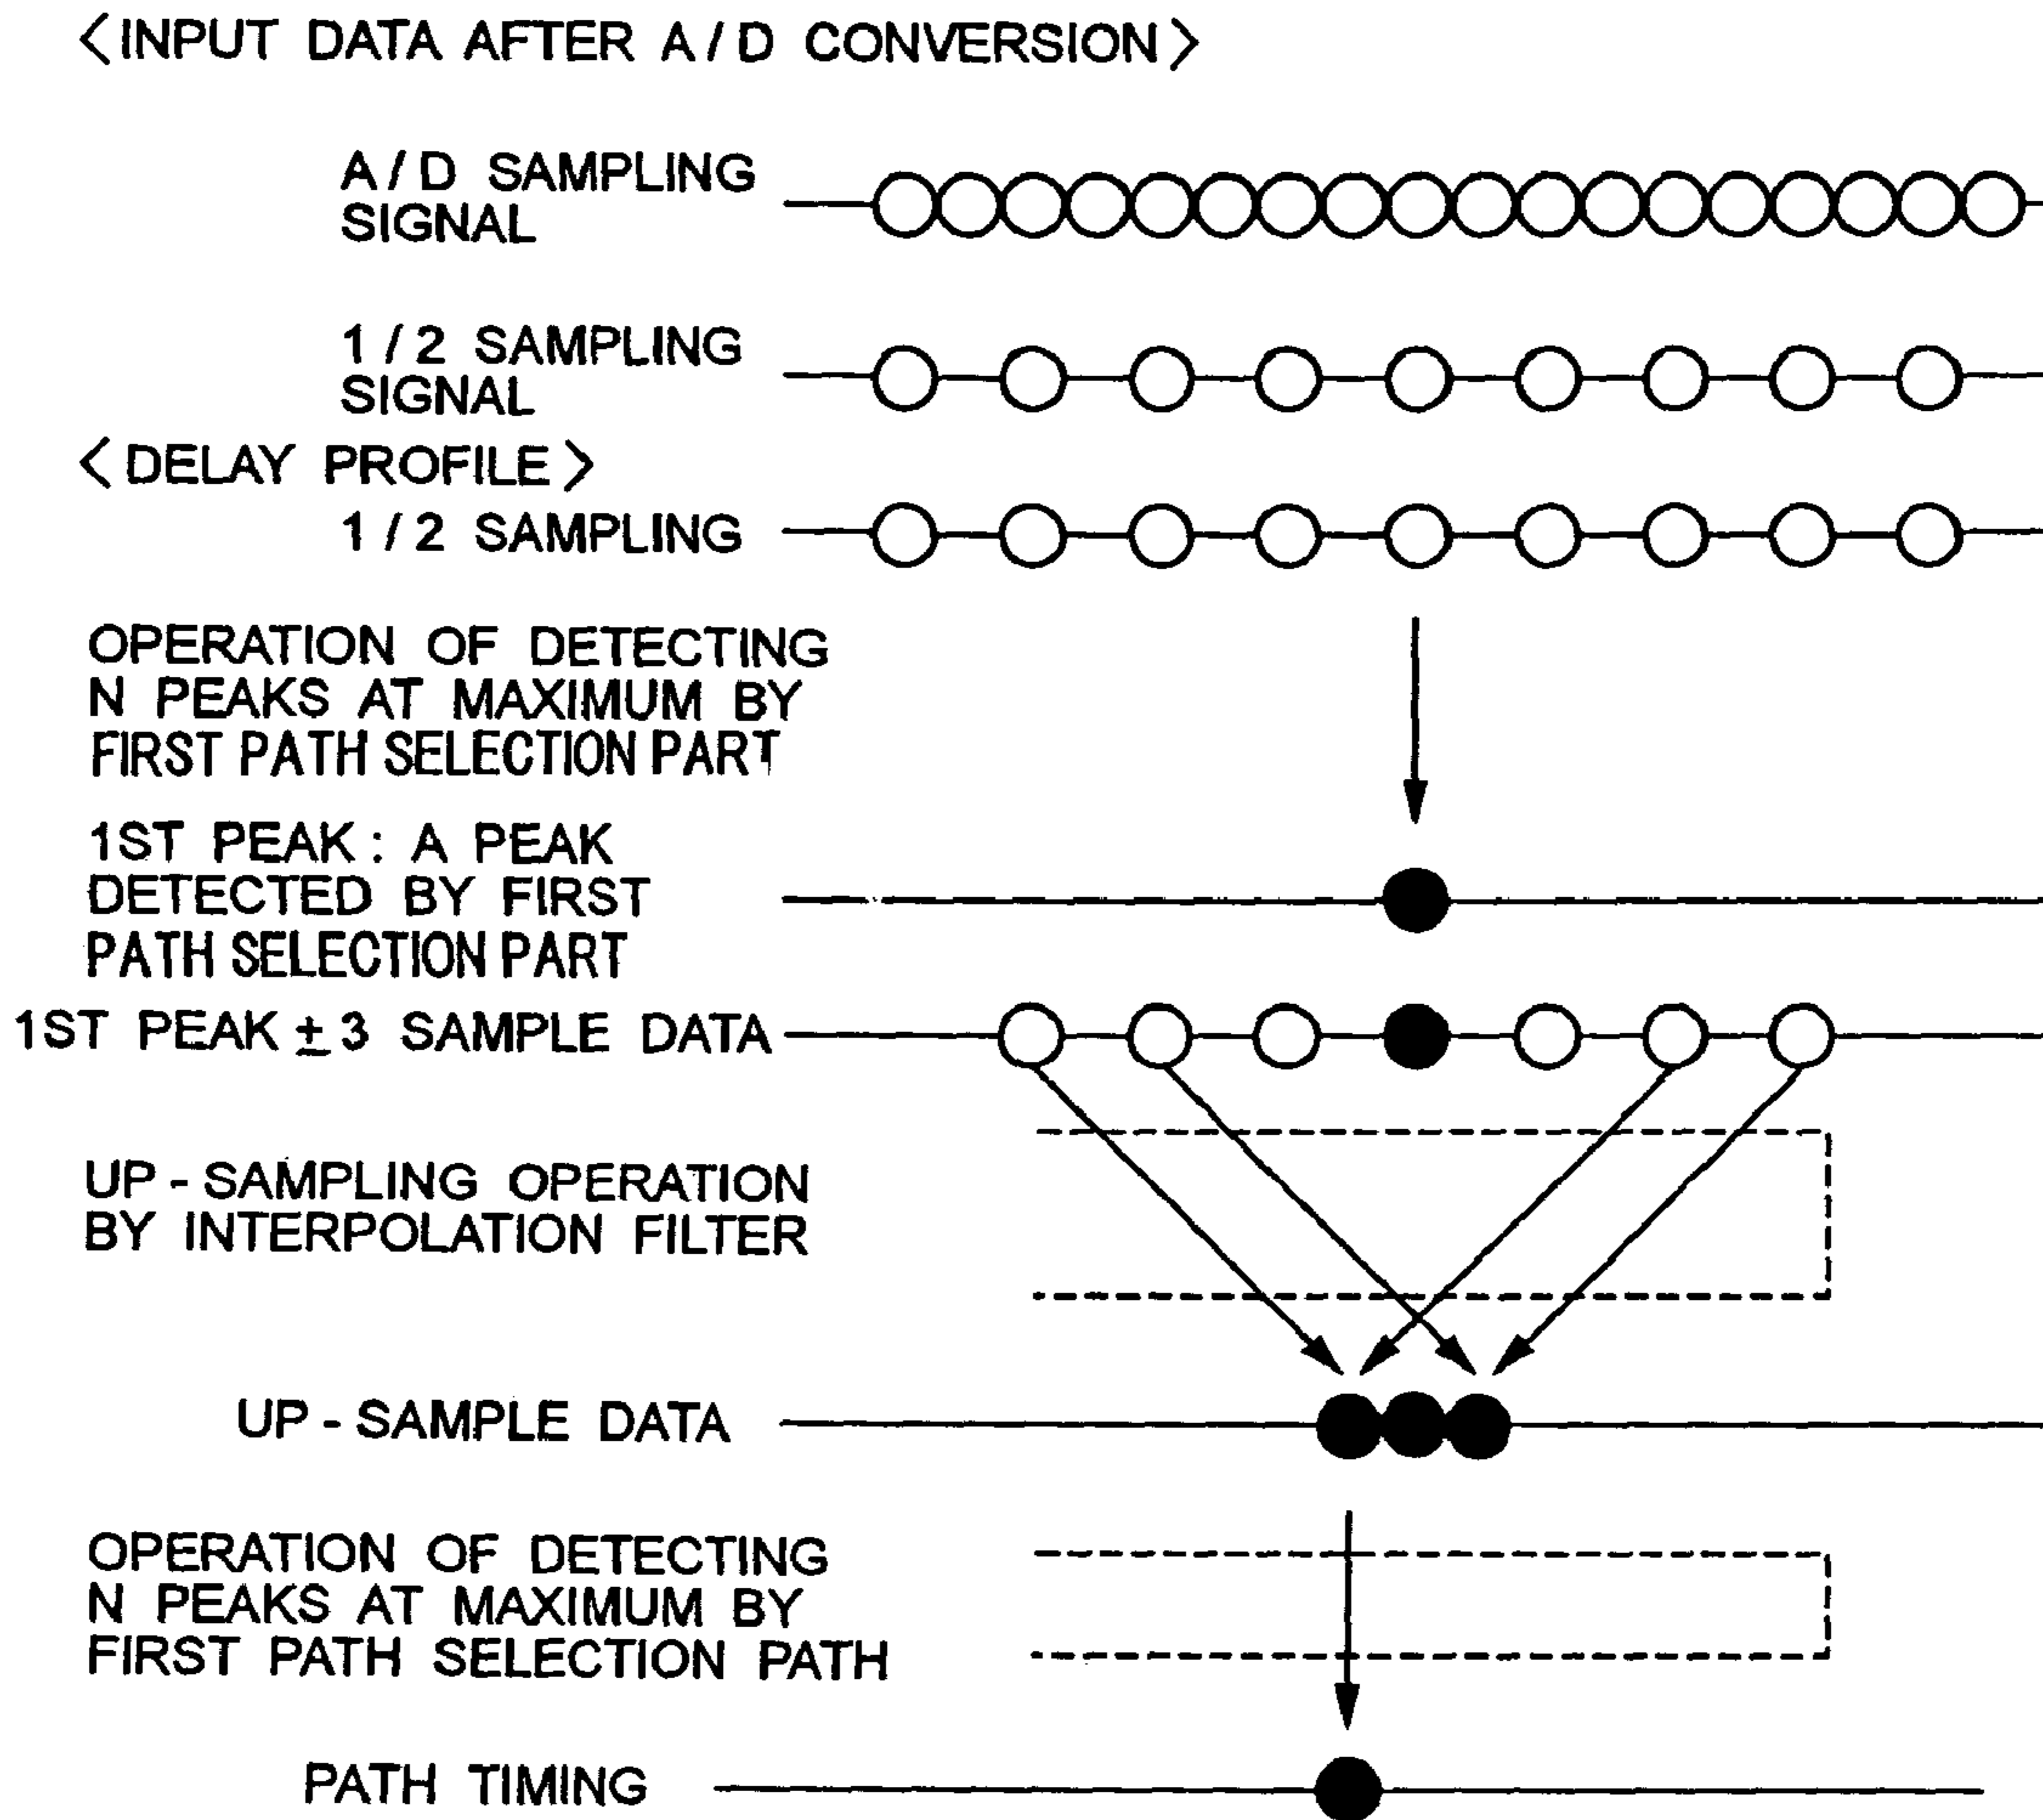 <INPUT DATA AFTER A/D CONVERSION>
A/D SAMPLING
SIGNAL
1/2 SAMPLING
SIGNAL
<DELAY PROFILE>
1/2 SAMPLING
OPERATION OF DETECTING
N PEAKS AT MAXIMUM BY
FIRST PATH SELECTION PART
1ST PEAK: A PEAK
DETECTED BY FIRST
PATH SELECTION PART
1ST PEAK ± 3 SAMPLE DATA
UP-SAMPLING OPERATION
BY INTERPOLATION FILTER
UP-SAMPLE DATA
OPERATION OF DETECTING
N PEAKS AT MAXIMUM BY
FIRST PATH SELECTION PATH
PATH TIMING